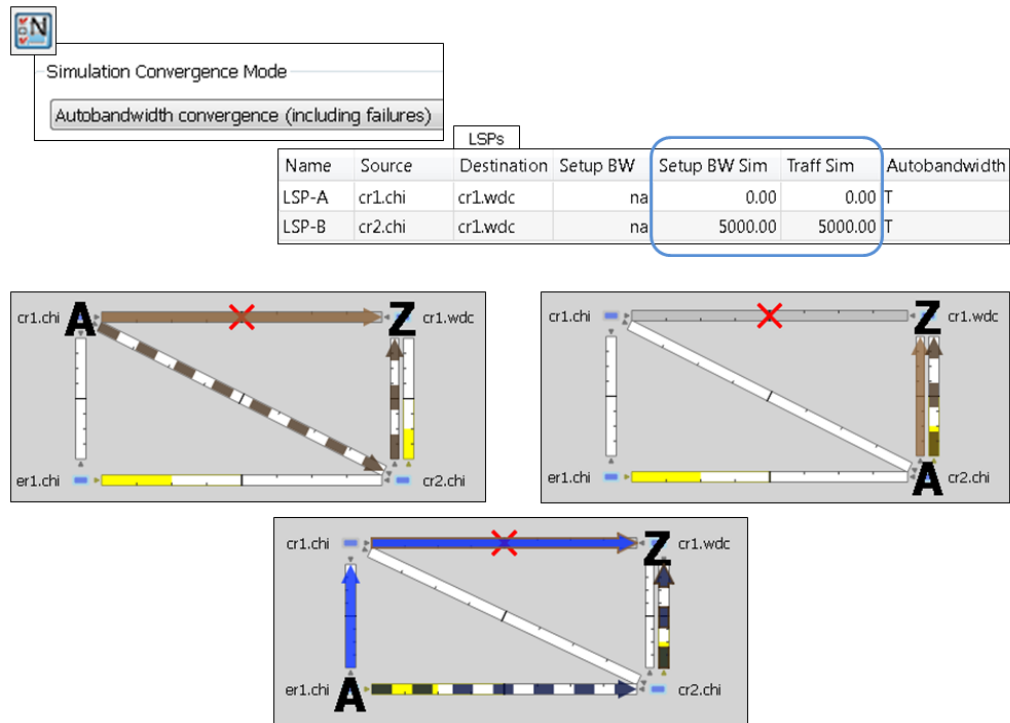 N
Simulation Convergence Mode
Autobandwidth convergence (including failures)
LSPs
Name Source Destination Setup BW Setup BW Sim Traff Sim Autobandwidth
LSP-A cr1.chi cr1.wdc na 0.00 0.00 T
LSP-B cr2.chi cr1.wdc na 5000.00 5000.00 T
cr1.chi A Z cr1.wdc
er1.chi cr2.chi
cr1.chi Z cr1.wdc
er1.chi A cr2.chi
cr1.chi Z cr1.wdc
er1.chi A cr2.chi